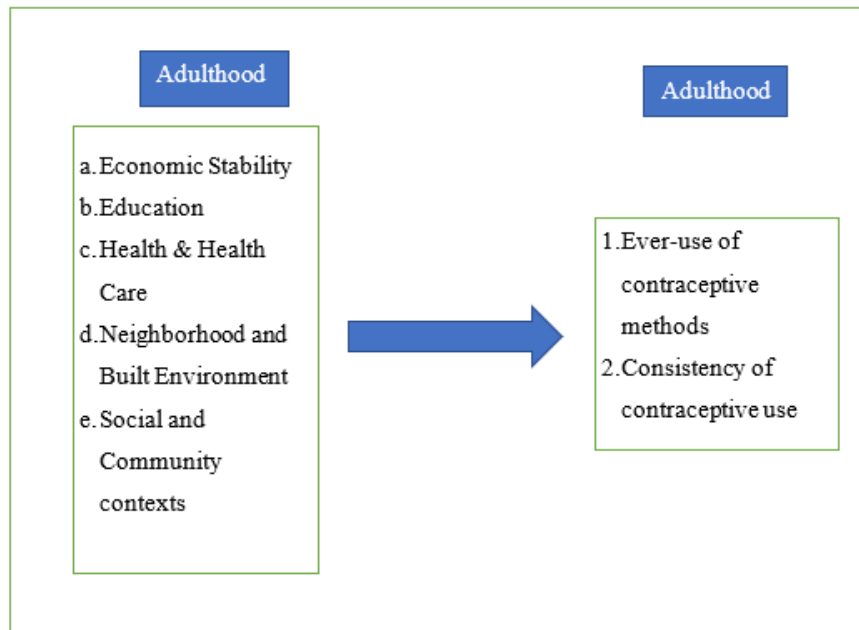 Adulthood
a.Economic Stability
b.Education
c.Health & Health
Care
d.Neighborhood and
Built Environment
e.Social and
Community
contexts
Adulthood
1.Ever-use of
contraceptive
methods
2.Consistency of
contraceptive use